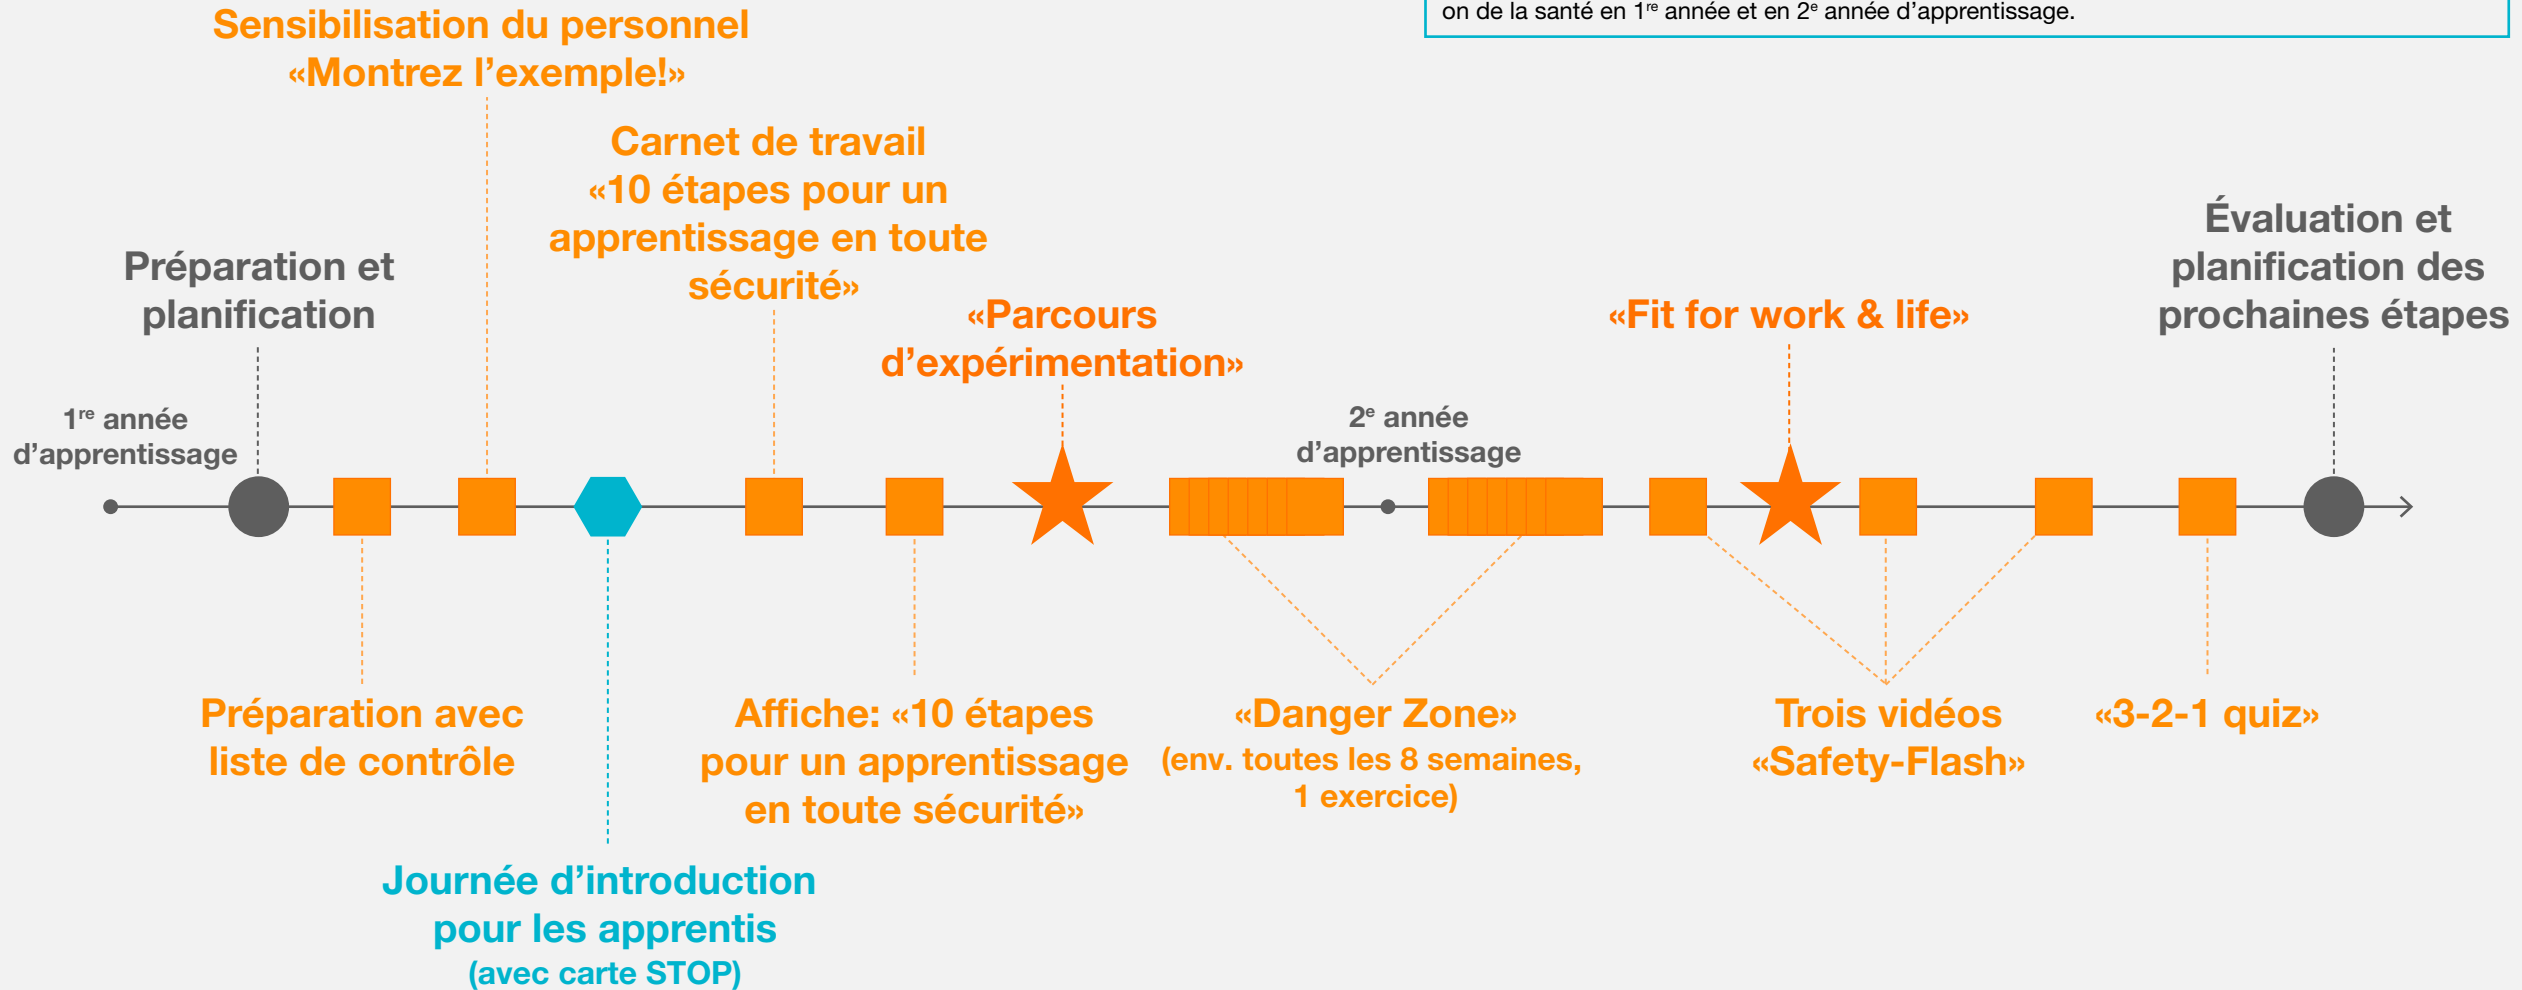 on de la santé en 1re année et en 2e année d’apprentissage.
Sensibilisation du personnel
«Montrez l’exemple!»
Carnet de travail
«10 étapes pour un
apprentissage en toute
sécurité»
Préparation et
planification
«Parcours
d’expérimentation»
«Fit for work & life»
Évaluation et
planification des
prochaines étapes
1re année
d’apprentissage
2e année
d’apprentissage
Préparation avec
liste de contrôle
Affiche: «10 étapes
pour un apprentissage
en toute sécurité»
«Danger Zone»
(env. toutes les 8 semaines,
1 exercice)
Trois vidéos
«Safety-Flash»
«3-2-1 quiz»
Journée d’introduction
pour les apprentis
(avec carte STOP)